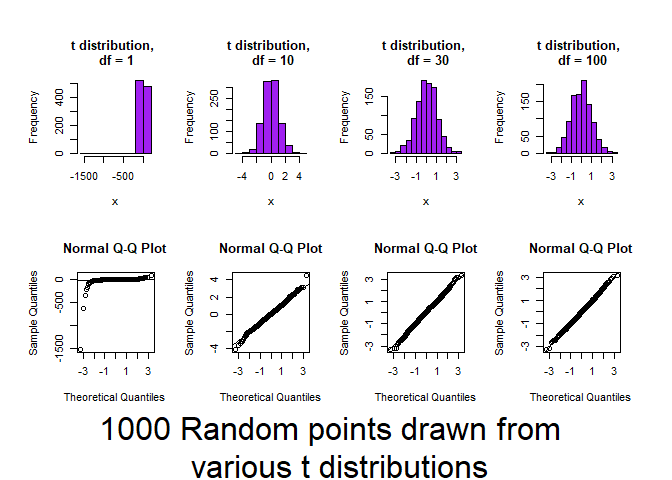 t distribution,
df = 1
t distribution,
df = 10
t distribution,
df = 30
t distribution,
df = 100
Frequency
0 200 500
-1500 -500
x
Frequency
0 100 300
-4 0 2 4
x
Frequency
0 50 150
-3 -1 1 3
x
Frequency
0 50 150
-3 -1 1 3
x
Normal Q-Q Plot
Normal Q-Q Plot
Normal Q-Q Plot
Normal Q-Q Plot
Sample Quantiles
-1500 -500 0
-3 -1 1 3
Theoretical Quantiles
Sample Quantiles
-4 0 2 4
-3 -1 1 3
Theoretical Quantiles
Sample Quantiles
-3 -1 1 3
-3 -1 1 3
Theoretical Quantiles
Sample Quantiles
-3 -1 1 3
-3 -1 1 3
Theoretical Quantiles
1000 Random points drawn from
various t distributions